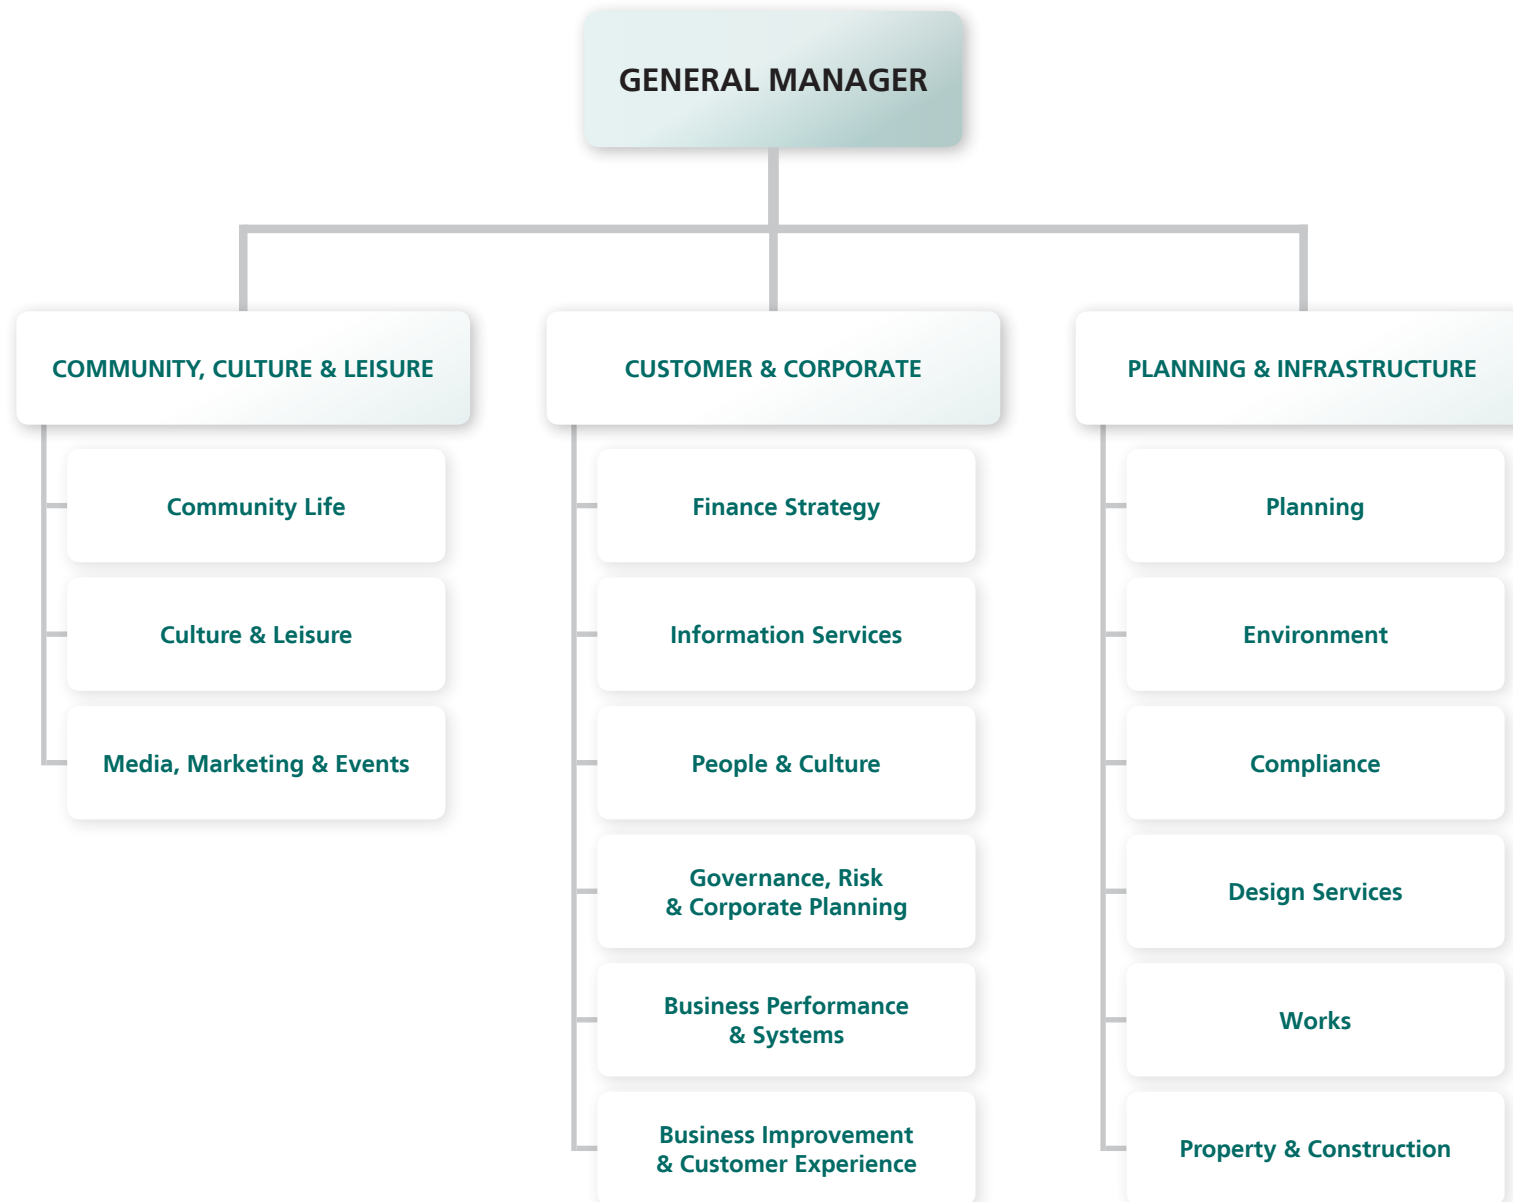 GENERAL MANAGER
COMMUNITY, CULTURE & LEISURE
Community Life
Culture & Leisure
Media, Marketing & Events
CUSTOMER & CORPORATE
Finance Strategy
Information Services
People & Culture
Governance, Risk
& Corporate Planning
Business Performance
& Systems
Business Improvement
& Customer Experience
PLANNING & INFRASTRUCTURE
Planning
Environment
Compliance
Design Services
Works
Property & Construction